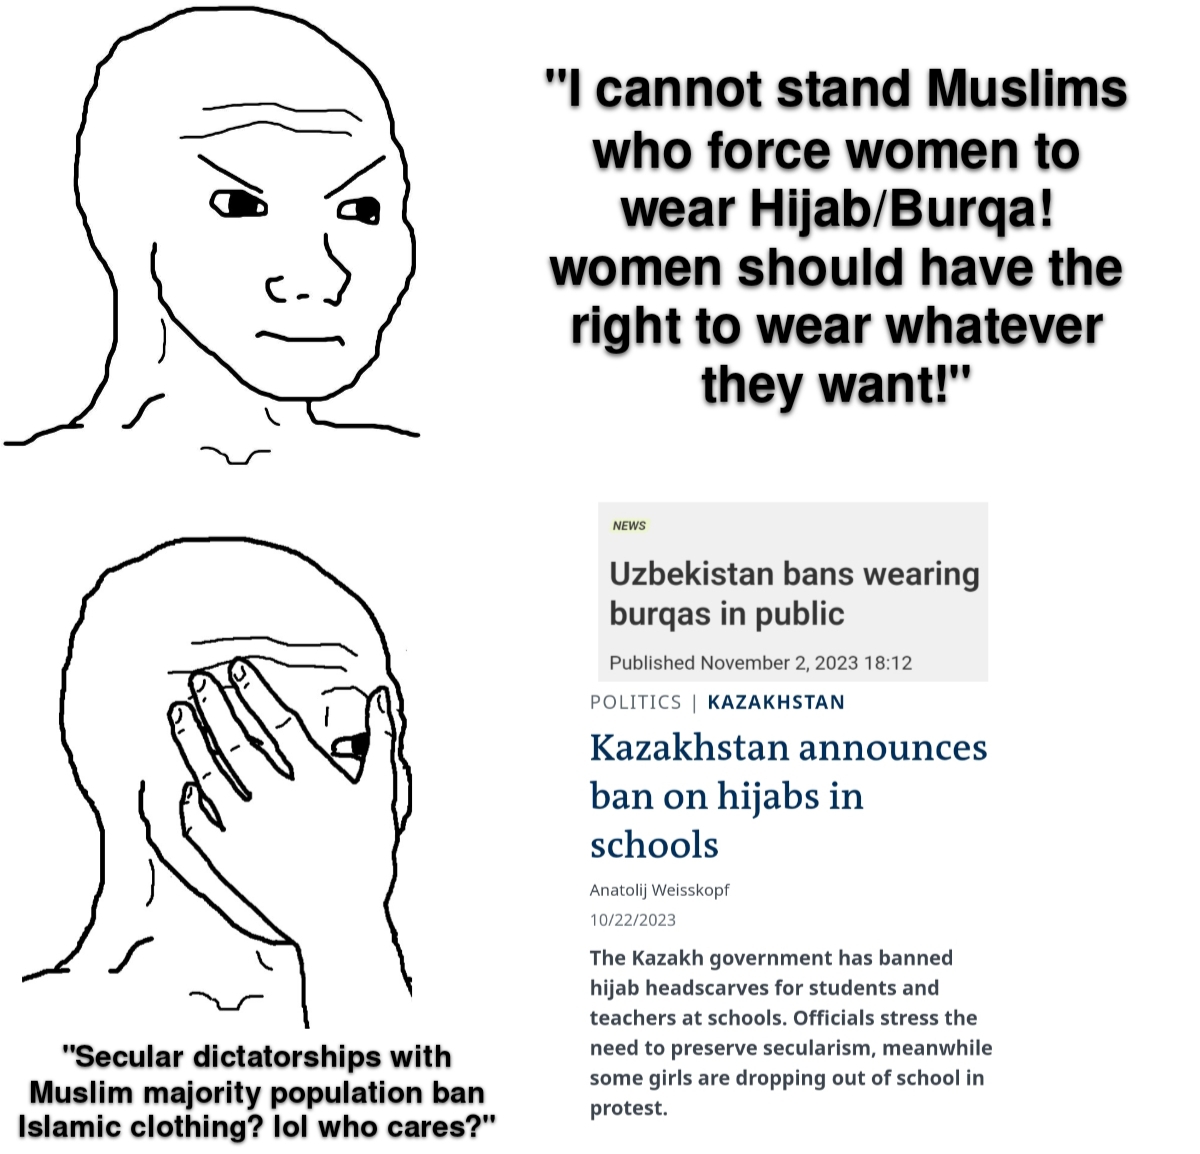 "I cannot stand Muslims
who force women to
wear Hijab/Burqa!
women should have the
right to wear whatever
they want!"
NEWS
Uzbekistan bans wearing
burqas in public
Published November 2, 2023 18:12
POLITICS | KAZAKHSTAN
Kazakhstan announces
ban on hijabs in
schools
Anatolij Weisskopf
10/22/2023
The Kazakh government has banned
hijab headscarves for students and
teachers at schools. Officials stress the
need to preserve secularism, meanwhile
some girls are dropping out of school in
protest.
"Secular dictatorships with
Muslim majority population ban
Islamic clothing? lol who cares?"